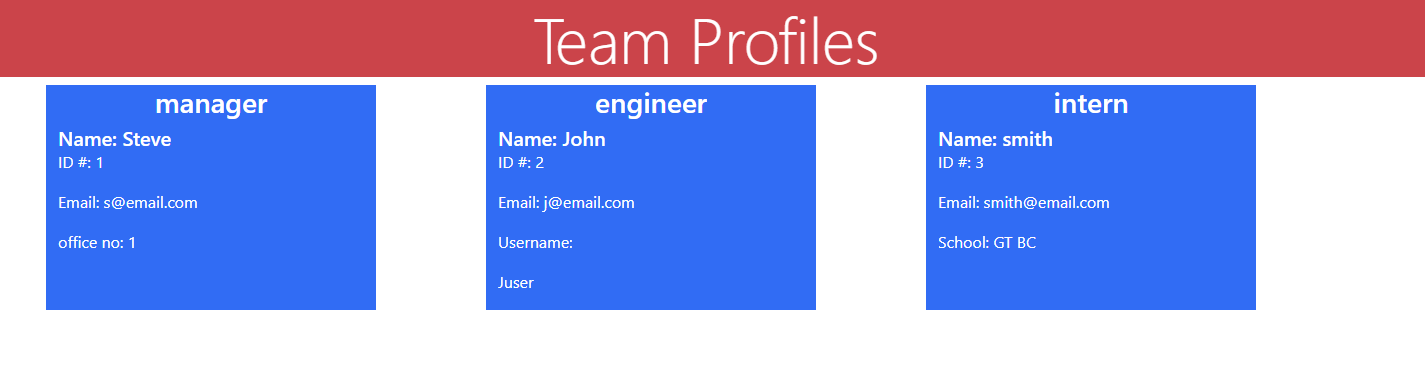 Team Profiles
manager
Name: Steve
ID #: 1
Email: s@email.com
office no: 1
engineer
Name: John
ID #: 2
Email: j@email.com
Username:
Juser
intern
Name: smith
ID #: 3
Email: smith@email.com
School: GT BC